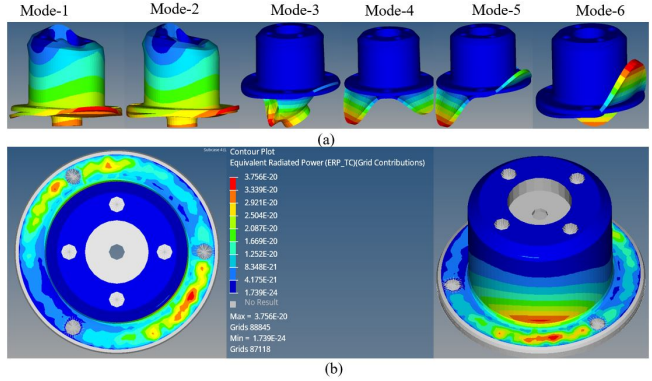 Mode-1 Mode-2 Mode-3 Mode-4 Mode-5 Mode-6
(a)
Contour Plot
Equivalent Radiated Power (ERP_TC)(Grid Contributions)
3.756E-20
3.339E-20
2.921E-20
2.504E-20
2.087E-20
1.669E-20
1.252E-20
8.348E-21
4.175E-21
1.739E-24
No Result
Max = 3.756E-20
Grids 88845
Min = 1.739E-24
Grids 87118
(b)